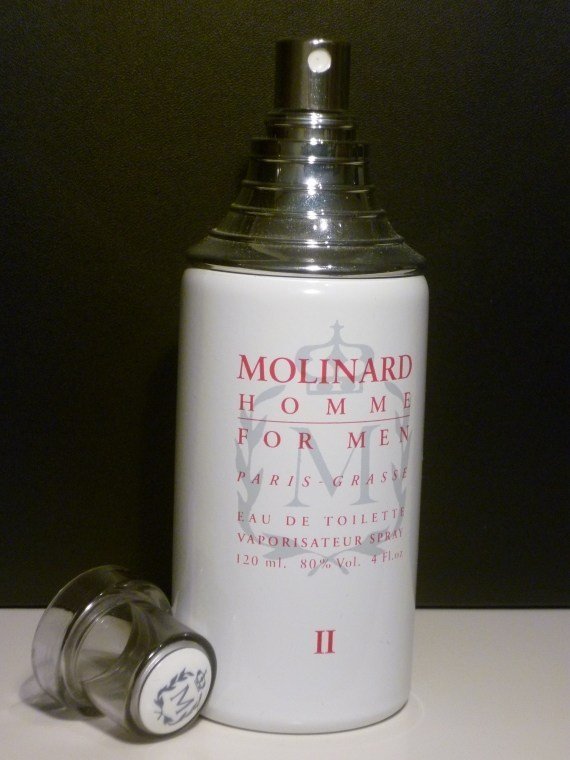 MOLINARD
HOMME
FOR MEN
M
PARIS-GRASSE
EAU DE TOILETTE
VAPORISATEUR SPRAY
120 ml. 80% Vol. 4 Fl.oz
II
M